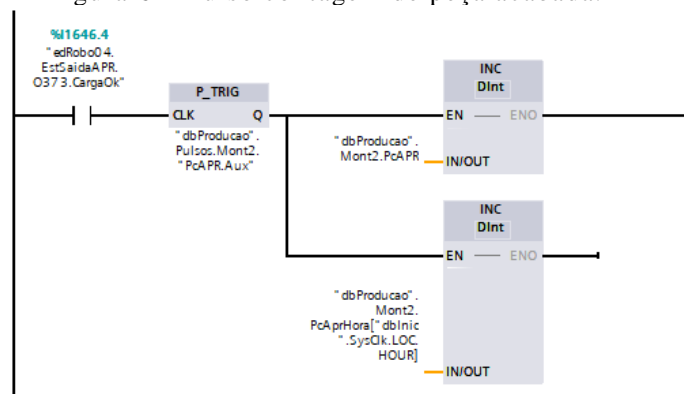 %I1646.4
"edRobo04.
EstSaidaAPR.
O373.CargaOk"
P_TRIG
CLK Q
"dbProducao".
Pulsos.Mont2.
"PcAPR.Aux"
INC
DInt
EN ENO
"dbProducao".
Mont2.PcAPR
IN/OUT
INC
DInt
EN ENO
"dbProducao".
Mont2.
PcAprHora["dbInic
".SysClk.LOC.
HOUR]
IN/OUT